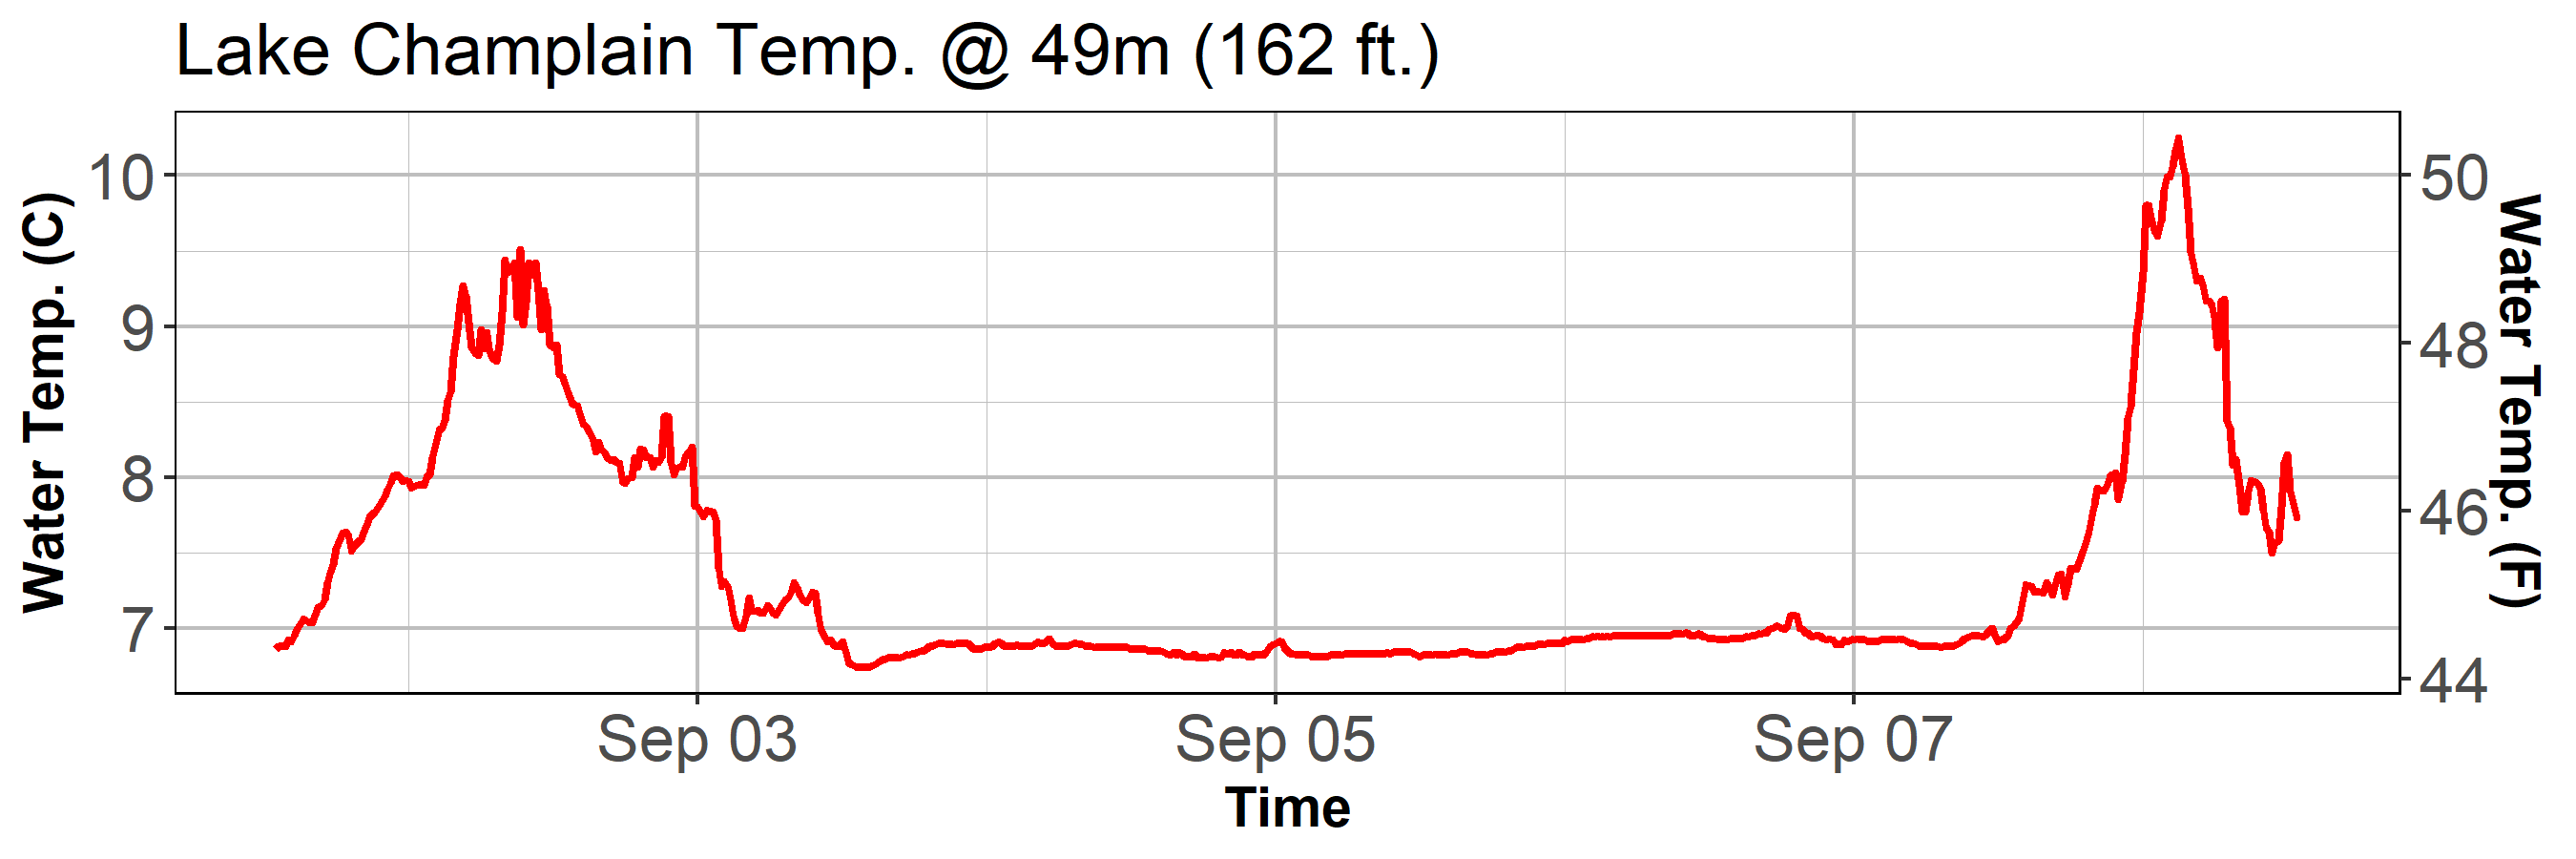 Lake Champlain Temp. @ 49m (162 ft.)
Water Temp. (C)
10
9
8
7
50
48
46
44
Water Temp. (F)
Sep 03
Sep 05
Sep 07
Time